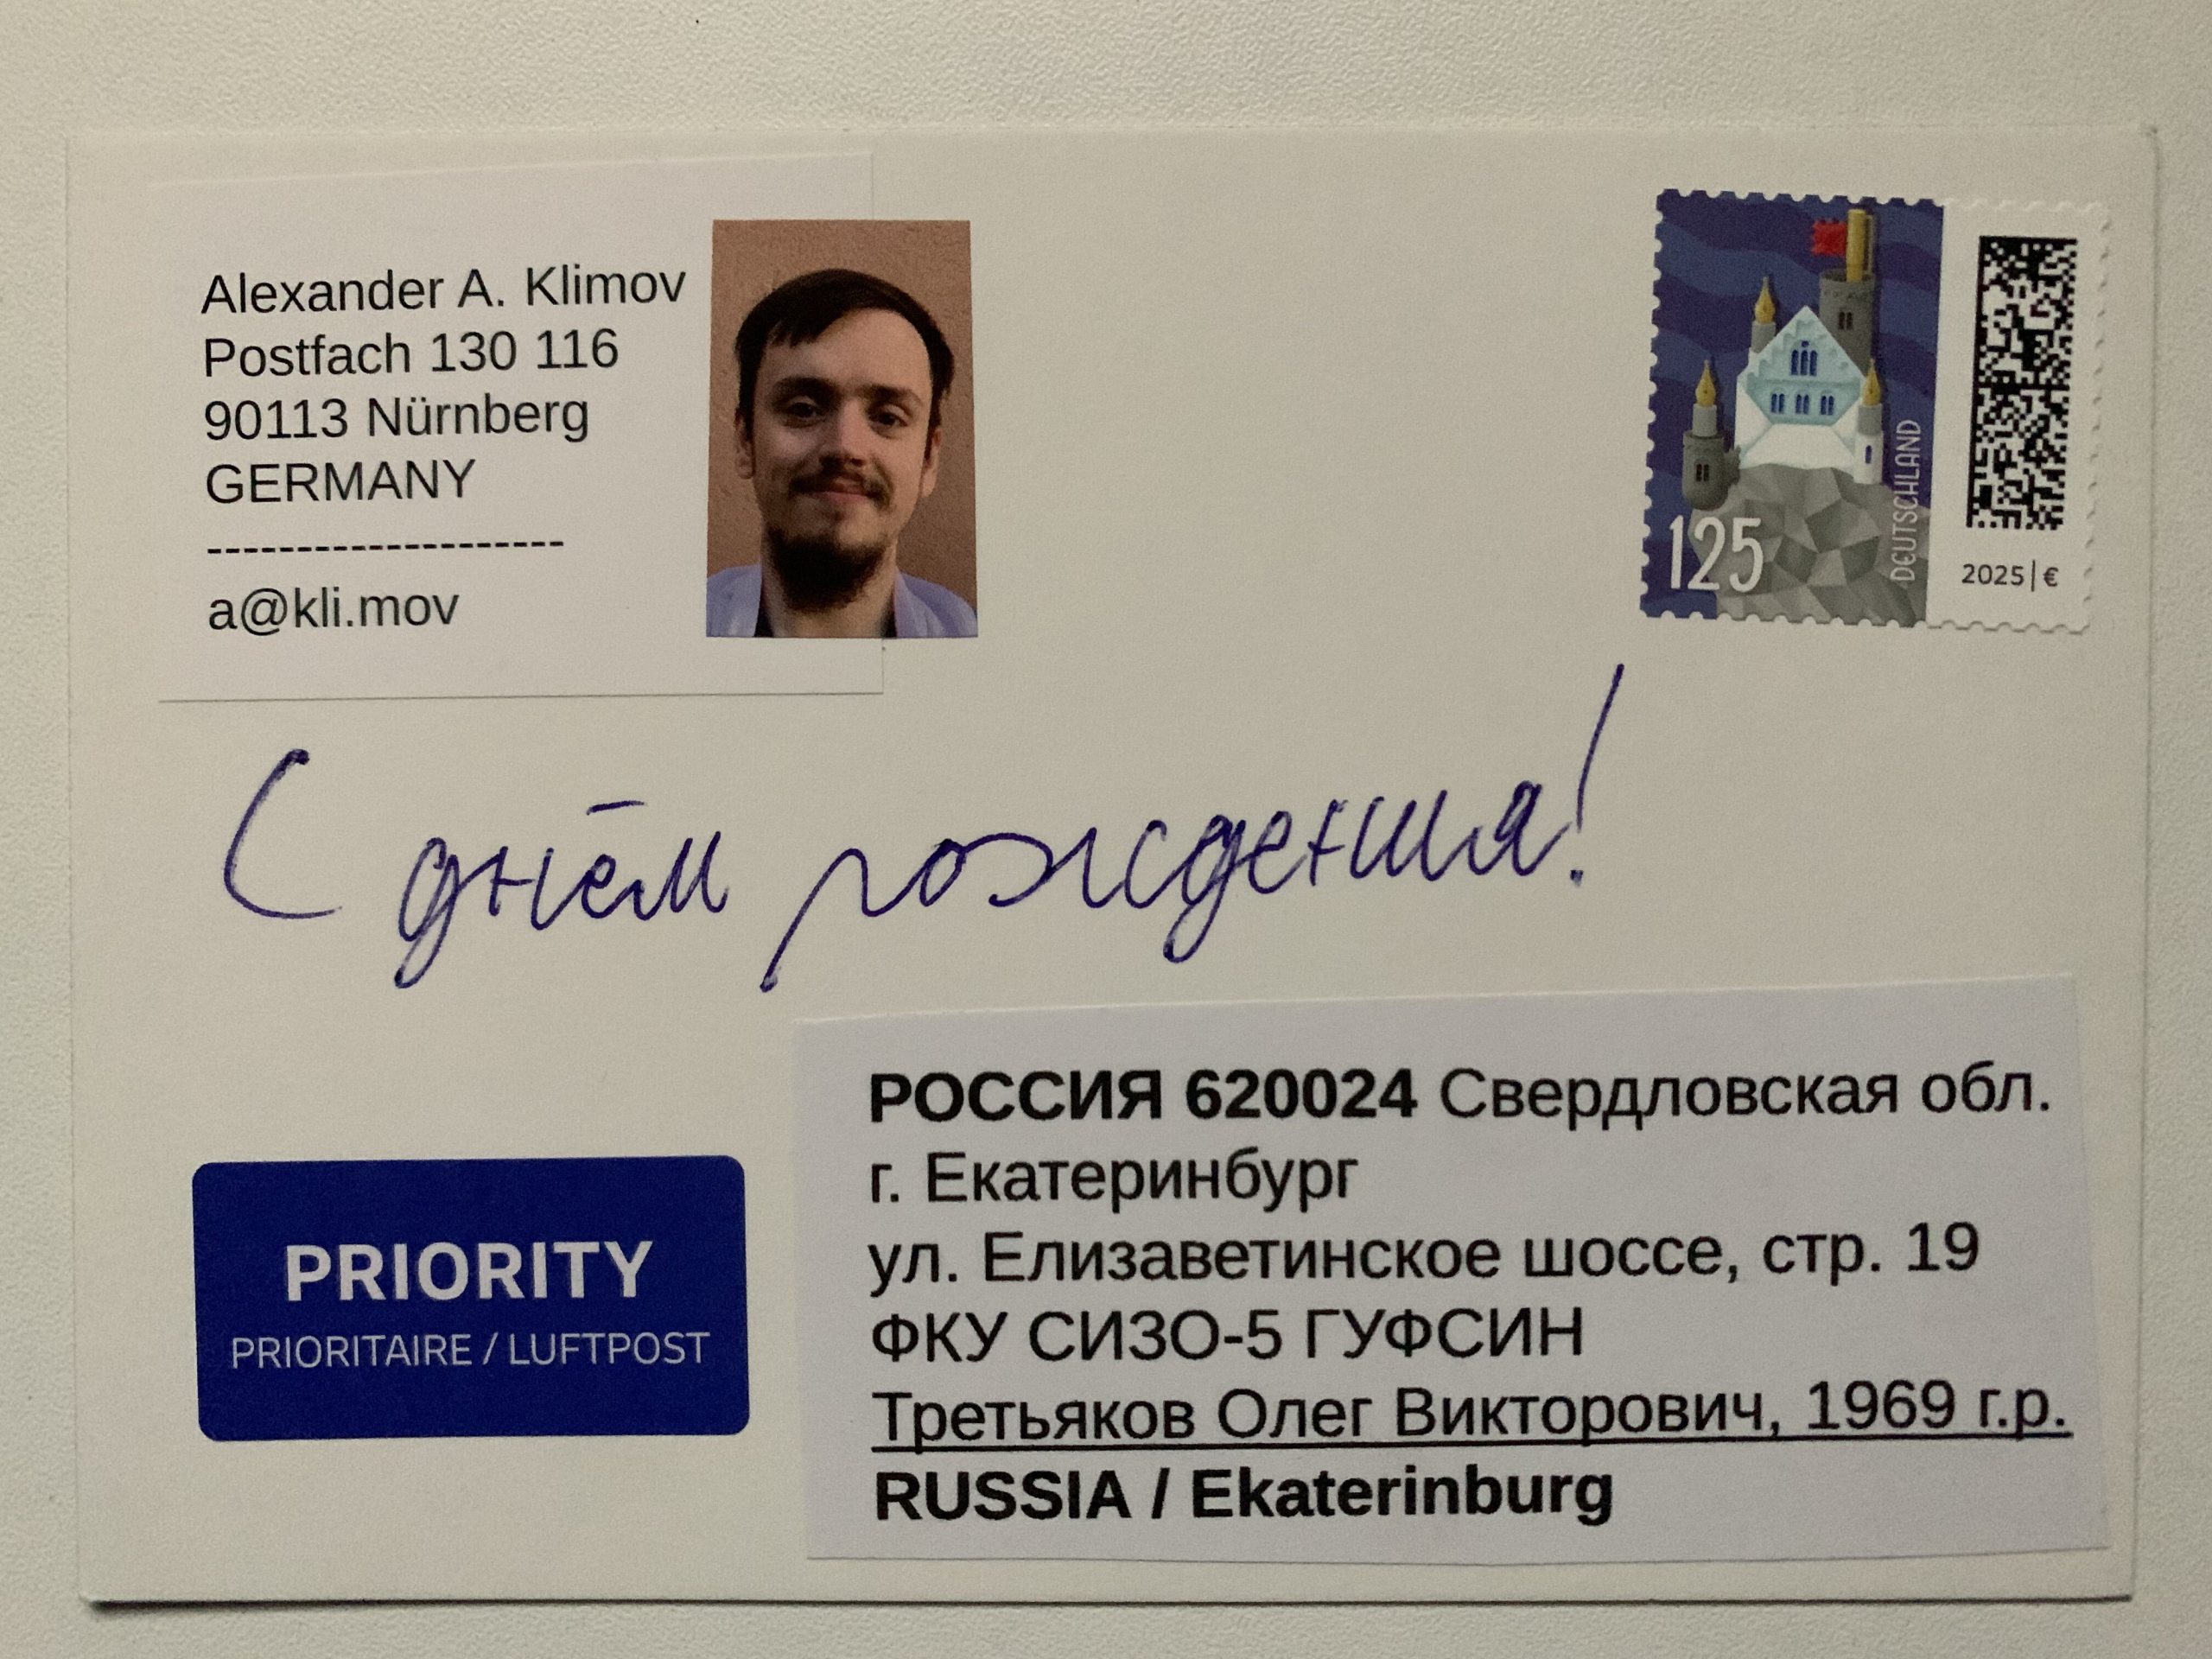 Alexander A. Klimov
Postfach 130 116
90113 Nürnberg
GERMANY
--------------------
a@kli.mov
125
DEUTSCHLAND
2025|€
С днём рождения!
PRIORITY
PRIORITAIRE / LUFTPOST
РОССИЯ 620024 Свердловская обл.
г. Екатеринбург
ул. Елизаветинское шоссе, стр. 19
ФКУ СИЗО-5 ГУФСИН
Третьяков Олег Викторович, 1969 г.р.
RUSSIA / Ekaterinburg